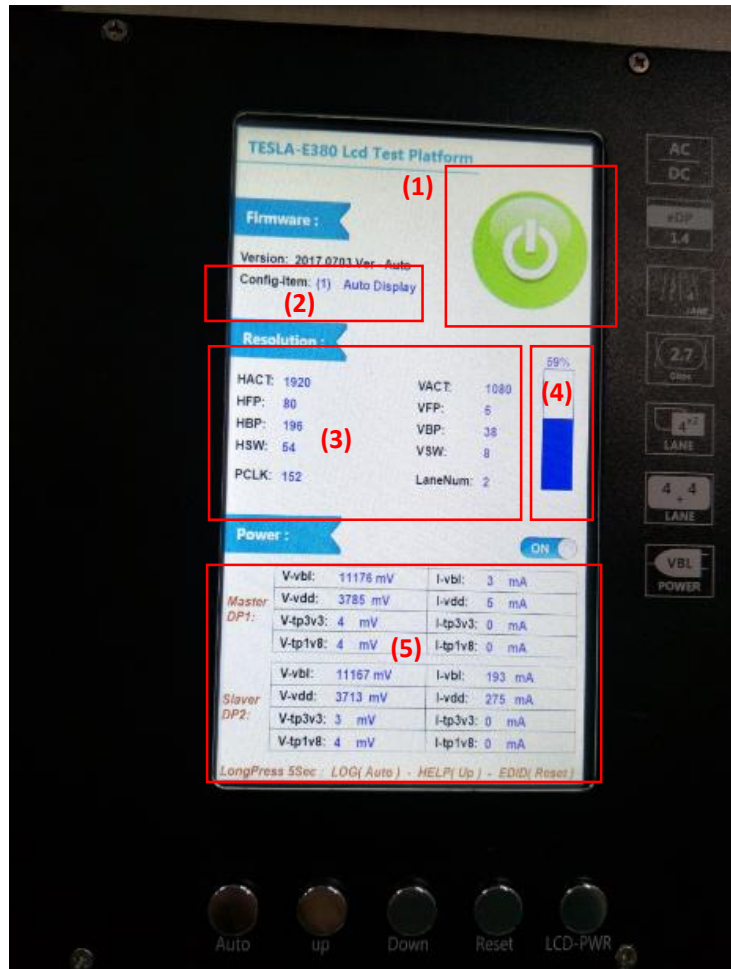 TESLA-E380 Lcd Test Platform
(1)
Firmware :
Version: 2017.0703.Ver Auto
Config-Item: (1) Auto Display
(2)
Resolution :
HACT: 1920 VACT: 1080
HFP: 80 VFP: 6
HBP: 196 VBP: 38
HSW: 54 VSW: 8
PCLK: 152 LaneNum: 2
(3)
59%
(4)
Power :
ON
Master DP1:
V-vbl: 11176 mV I-vbl: 3 mA
V-vdd: 3785 mV I-vdd: 5 mA
V-tp3v3: 4 mV I-tp3v3: 0 mA
V-tp1v8: 4 mV I-tp1v8: 0 mA
(5)
Slaver DP2:
V-vbl: 11167 mV I-vbl: 193 mA
V-vdd: 3713 mV I-vdd: 275 mA
V-tp3v3: 3 mV I-tp3v3: 0 mA
V-tp1v8: 4 mV I-tp1v8: 0 mA
LongPress 5Sec : LOG( Auto ) - HELP( Up ) - EDID( Reset )
AC
DC
eDP
1.4
4
LANE
2.7
4 x2
LANE
4 + 4
LANE
VBL
POWER
Auto up Down Reset LCD-PWR